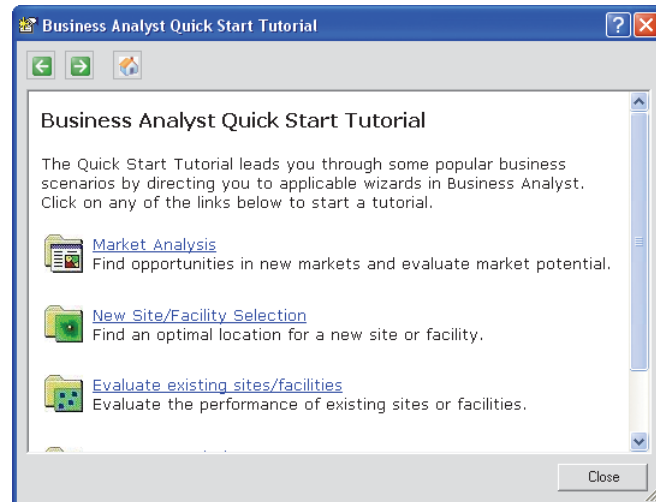 Business Analyst Quick Start Tutorial
Business Analyst Quick Start Tutorial
The Quick Start Tutorial leads you through some popular business
scenarios by directing you to applicable wizards in Business Analyst.
Click on any of the links below to start a tutorial.
Market Analysis
Find opportunities in new markets and evaluate market potential.
New Site/Facility Selection
Find an optimal location for a new site or facility.
Evaluate existing sites/facilities
Evaluate the performance of existing sites or facilities.
Close